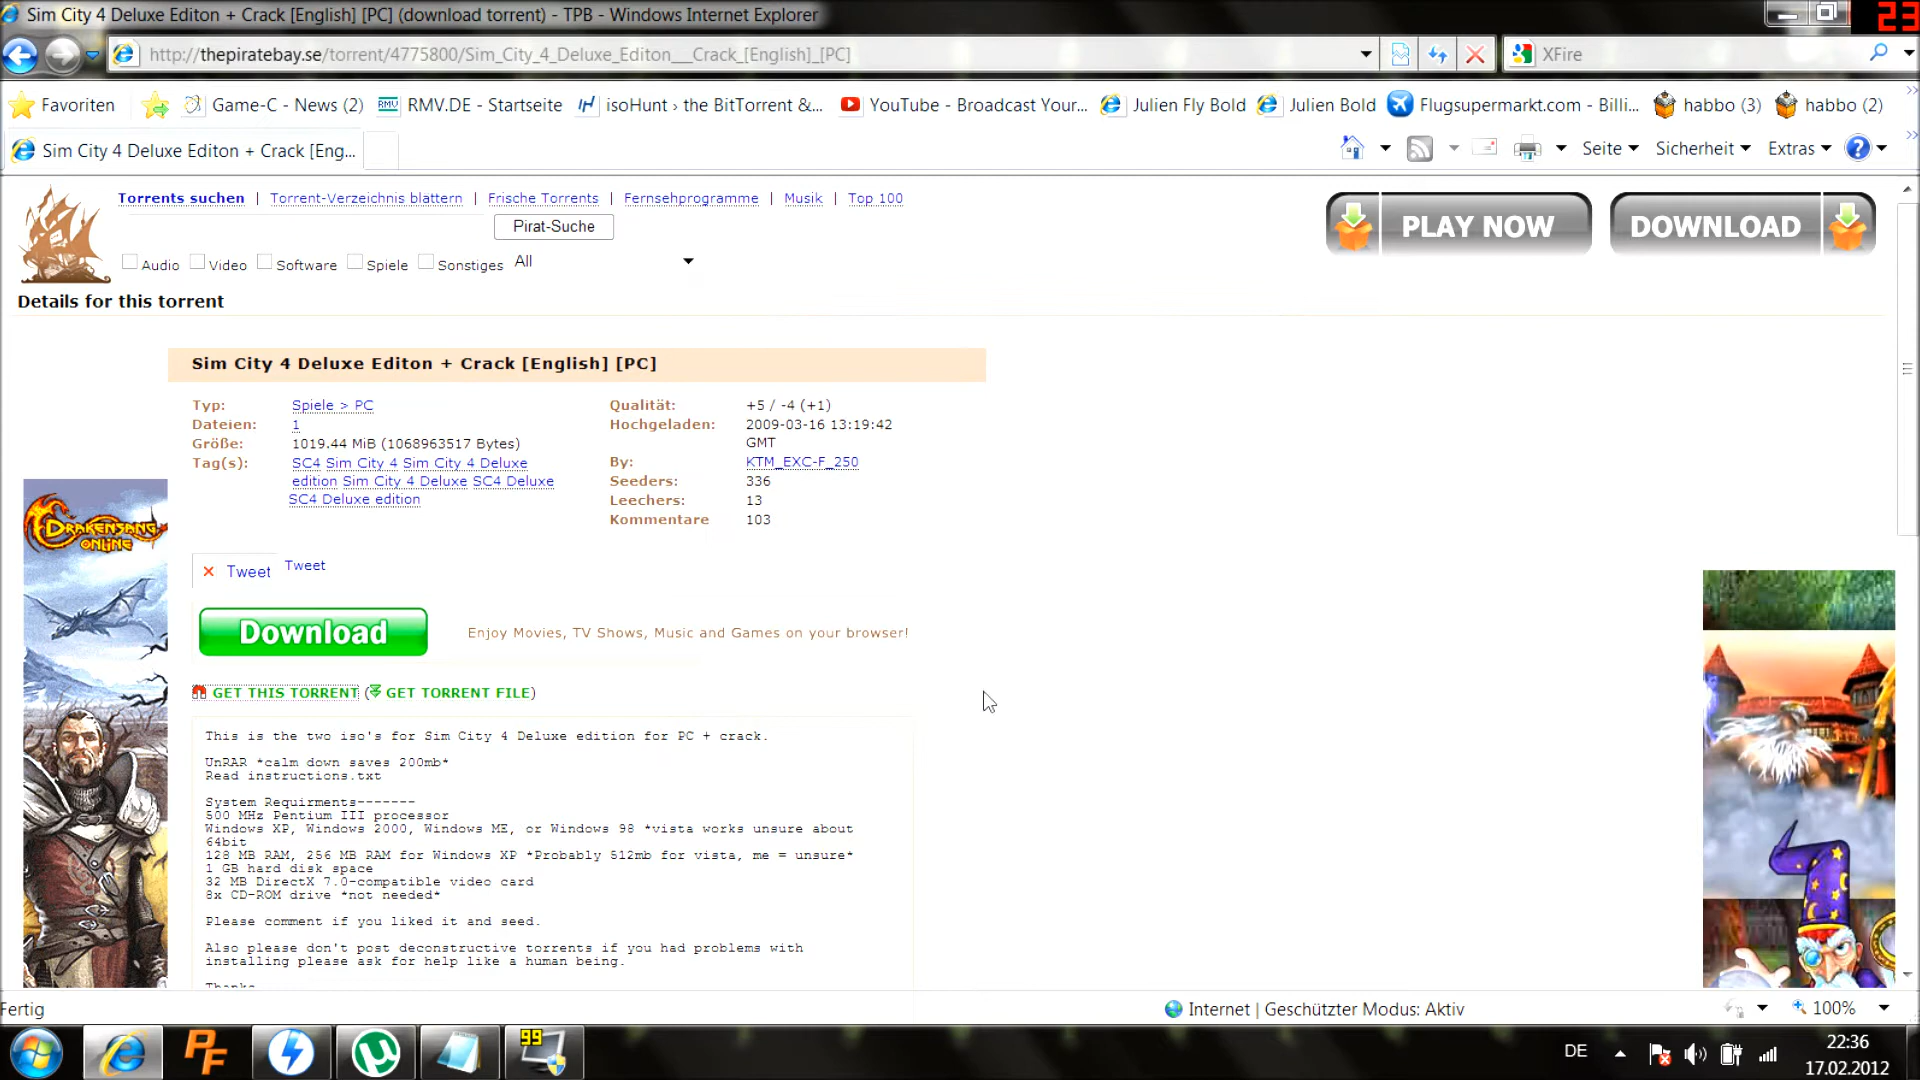 Sim City 4 Deluxe Editon + Crack [English] [PC] (download torrent) - TPB - Windows Internet Explorer
23
http://thepiratebay.se/torrent/4775800/Sim_City_4_Deluxe_Editon___Crack_[English]_[PC]
XFire
Favoriten
Game-C - News (2)
RMV.DE - Startseite
isoHunt › the BitTorrent &...
YouTube - Broadcast Your...
Julien Fly Bold
Julien Bold
Flugsupermarkt.com - Billi...
habbo (3)
habbo (2)
Sim City 4 Deluxe Editon + Crack [Eng...
Seite
Sicherheit
Extras
Torrents suchen | Torrent-Verzeichnis blättern | Frische Torrents | Fernsehprogramme | Musik | Top 100
Pirat-Suche
PLAY NOW
DOWNLOAD
Audio Video Software Spiele Sonstiges All
Details for this torrent
Sim City 4 Deluxe Editon + Crack [English] [PC]
Typ: Spiele > PC
Dateien: 1
Größe: 1019.44 MiB (1068963517 Bytes)
Tag(s): SC4 Sim City 4 Sim City 4 Deluxe
edition Sim City 4 Deluxe SC4 Deluxe
SC4 Deluxe edition
Qualität: +5 / -4 (+1)
Hochgeladen: 2009-03-16 13:19:42
GMT
By: KTM_EXC-F_250
Seeders: 336
Leechers: 13
Kommentare 103
DRAKENSANG
ONLINE
Tweet
Tweet
Download
Enjoy Movies, TV Shows, Music and Games on your browser!
GET THIS TORRENT (GET TORRENT FILE)
This is the two iso's for Sim City 4 Deluxe edition for PC + crack.
UnRAR *calm down saves 200mb*
Read instructions.txt
System Requirments-------
500 MHz Pentium III processor
Windows XP, Windows 2000, Windows ME, or Windows 98 *vista works unsure about
64bit
128 MB RAM, 256 MB RAM for Windows XP *Probably 512mb for vista, me = unsure*
1 GB hard disk space
32 MB DirectX 7.0-compatible video card
8x CD-ROM drive *not needed*
Please comment if you liked it and seed.
Also please don't post deconstructive torrents if you had problems with
installing please ask for help like a human being.
Thanks
Fertig
Internet | Geschützter Modus: Aktiv
100%
PF
99
DE
22:36
17.02.2012